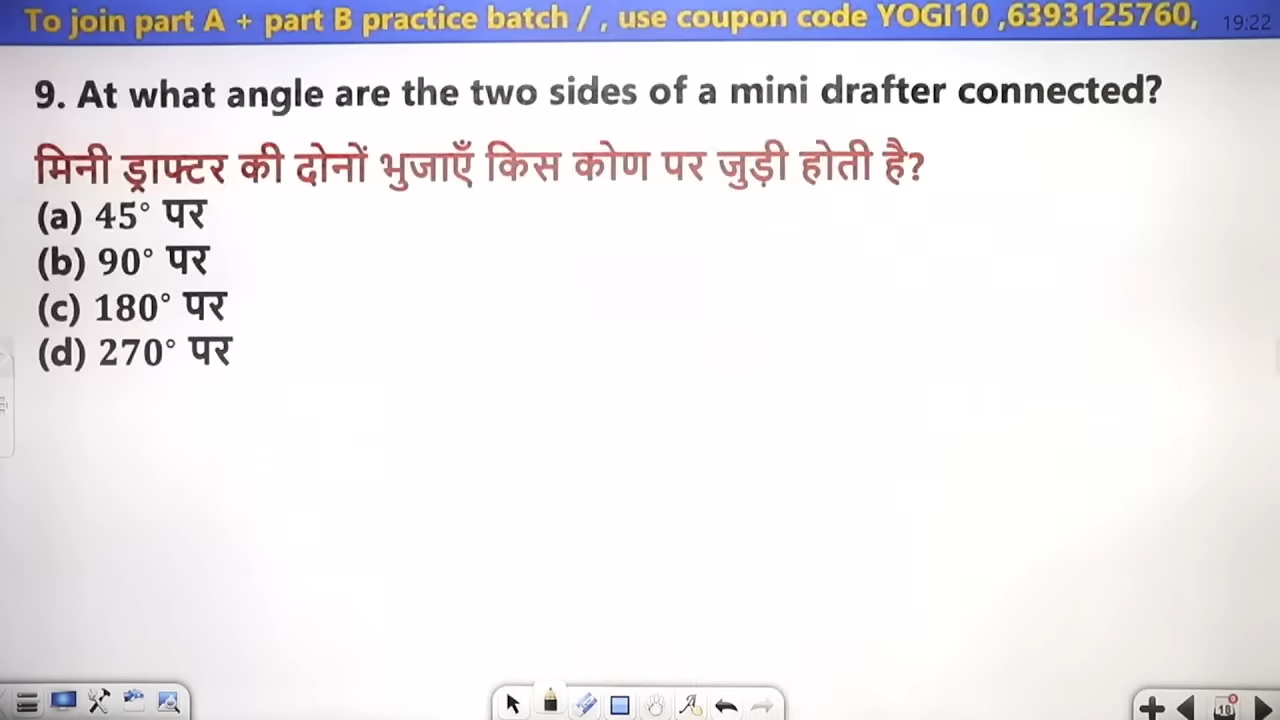 To join part A + part B practice batch / , use coupon code YOGI10 ,6393125760,
19:22
9. At what angle are the two sides of a mini drafter connected?
मिनी ड्राफ्टर की दोनों भुजाएँ किस कोण पर जुड़ी होती है?
(a) 45° पर
(b) 90° पर
(c) 180° पर
(d) 270° पर
18